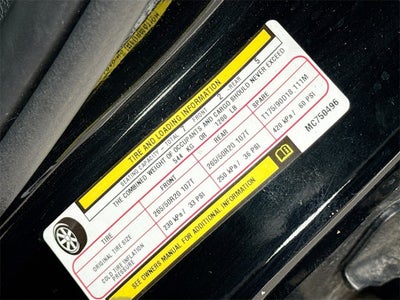 TIRE AND LOADING INFORMATION
SEATING CAPACITY - TOTAL 7 FRONT 2 REAR 5
THE COMBINED WEIGHT OF OCCUPANTS AND CARGO SHOULD NEVER EXCEED
544 KG OR 1200 LB
TIRE FRONT REAR SPARE
ORIGINAL TIRE SIZE 265/50R20 107T 265/50R20 107T T175/90D18 111M
COLD TIRE INFLATION
PRESSURE 230 kPa / 33 PSI 250 kPa / 36 PSI 420 kPa / 60 PSI
SEE OWNERS MANUAL FOR ADDITIONAL INFORMATION
MC750496